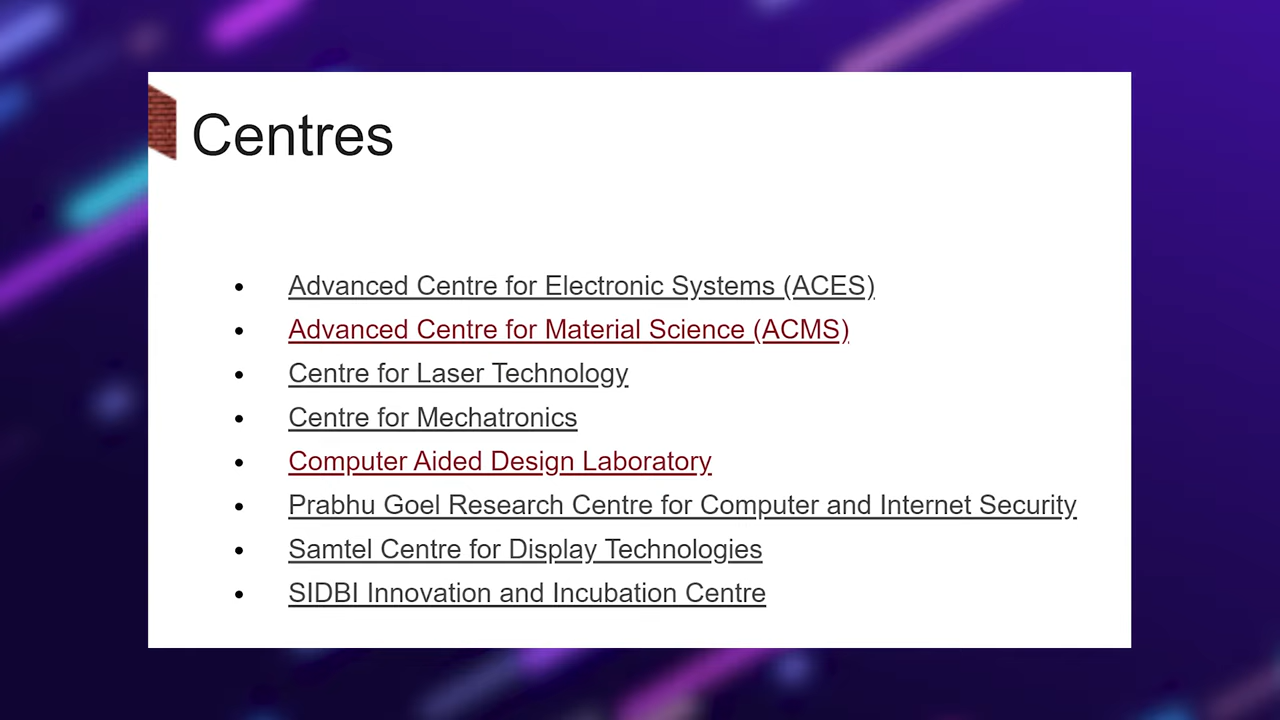 Centres
Advanced Centre for Electronic Systems (ACES)
Advanced Centre for Material Science (ACMS)
Centre for Laser Technology
Centre for Mechatronics
Computer Aided Design Laboratory
Prabhu Goel Research Centre for Computer and Internet Security
Samtel Centre for Display Technologies
SIDBI Innovation and Incubation Centre